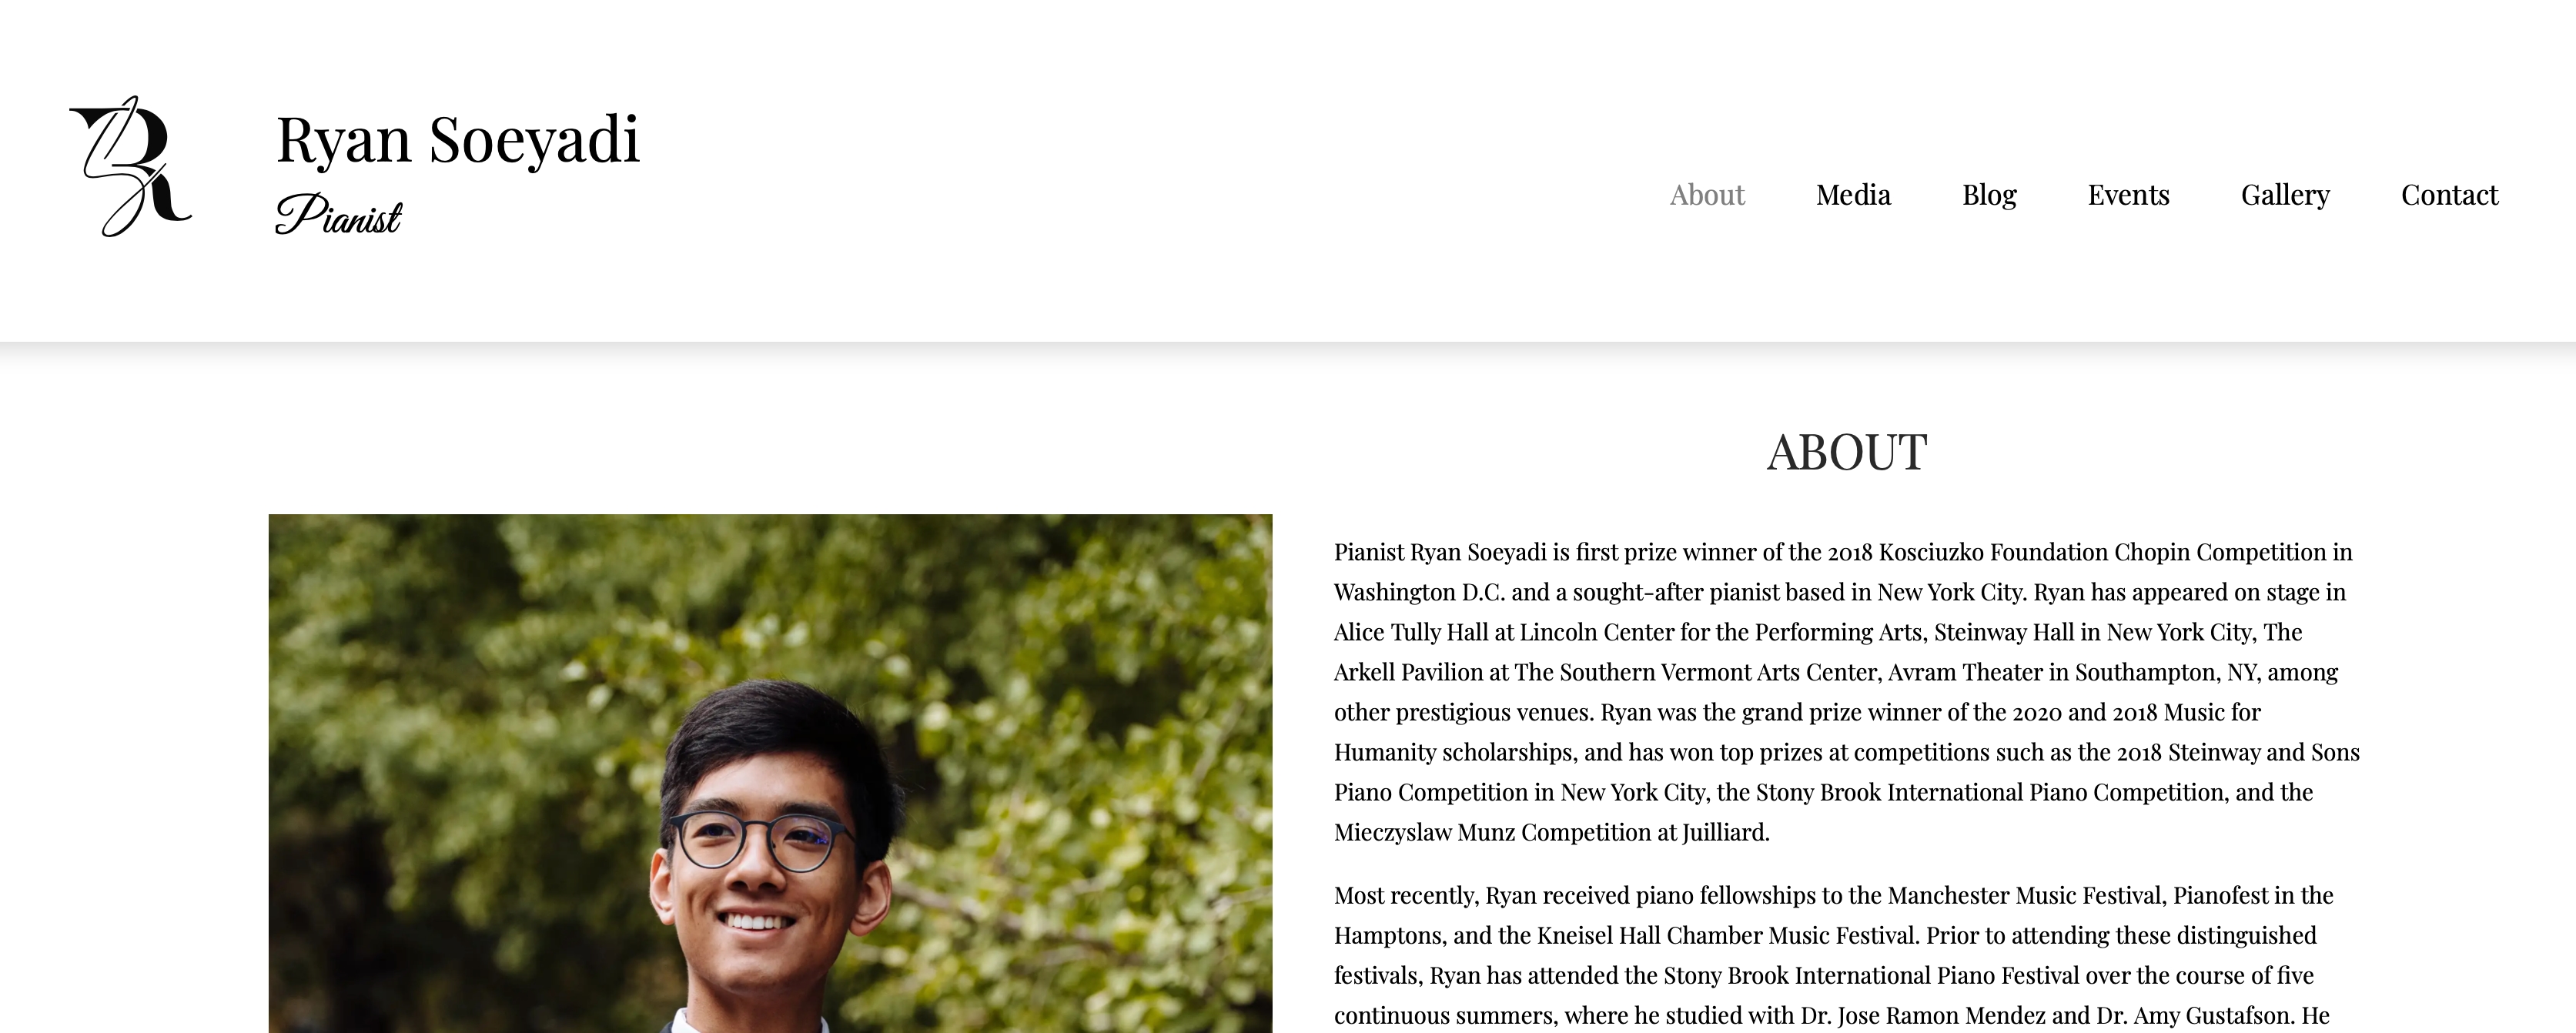 Ryan Soeyadi
Pianist
About Media Blog Events Gallery Contact
ABOUT
Pianist Ryan Soeyadi is first prize winner of the 2018 Kosciuzko Foundation Chopin Competition in
Washington D.C. and a sought-after pianist based in New York City. Ryan has appeared on stage in
Alice Tully Hall at Lincoln Center for the Performing Arts, Steinway Hall in New York City, The
Arkell Pavilion at The Southern Vermont Arts Center, Avram Theater in Southampton, NY, among
other prestigious venues. Ryan was the grand prize winner of the 2020 and 2018 Music for
Humanity scholarships, and has won top prizes at competitions such as the 2018 Steinway and Sons
Piano Competition in New York City, the Stony Brook International Piano Competition, and the
Mieczyslaw Munz Competition at Juilliard.
Most recently, Ryan received piano fellowships to the Manchester Music Festival, Pianofest in the
Hamptons, and the Kneisel Hall Chamber Music Festival. Prior to attending these distinguished
festivals, Ryan has attended the Stony Brook International Piano Festival over the course of five
continuous summers, where he studied with Dr. Jose Ramon Mendez and Dr. Amy Gustafson. He